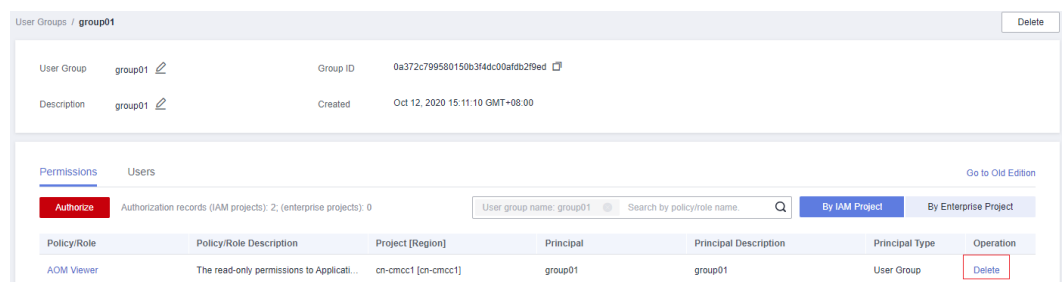 User Groups / group01 Delete
User Group group01 Group ID 0a372c799580150b3f4dc00afdb2f9ed
Description group01 Created Oct 12, 2020 15:11:10 GMT+08:00
Permissions Users Go to Old Edition
Authorize Authorization records (IAM projects): 2; (enterprise projects): 0 User group name: group01 Search by policy/role name. By IAM Project By Enterprise Project
Policy/Role Policy/Role Description Project [Region] Principal Principal Description Principal Type Operation
AOM Viewer The read-only permissions to Applicati... cn-cmcc1 [cn-cmcc1] group01 group01 User Group Delete